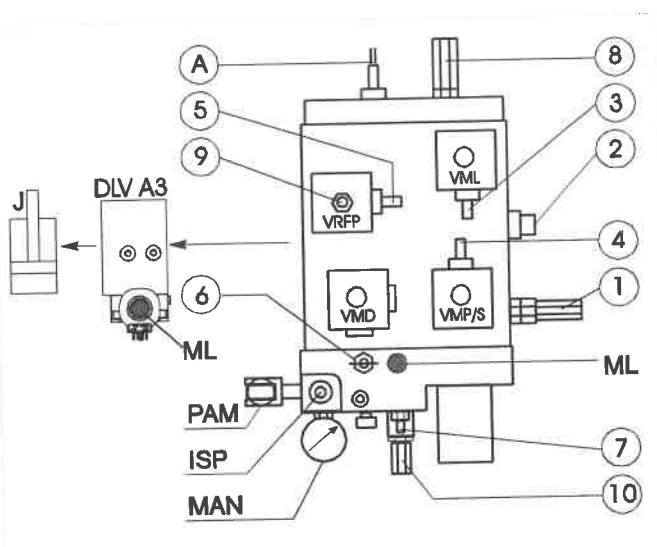 A
8
5
3
9
2
J
DLV A3
VML
VRFP
4
6
1
VMD
VMP/S
ML
ML
PAM
ISP
7
MAN
10